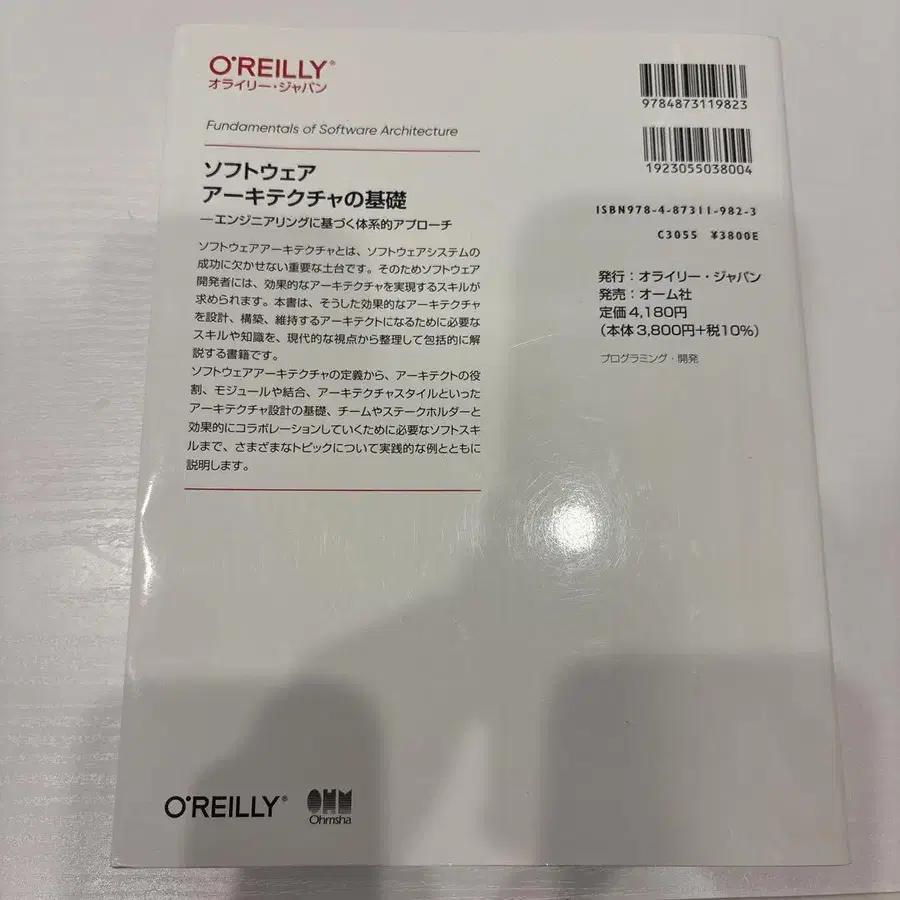 O'REILLY®
オライリー・ジャパン
Fundamentals of Software Architecture
ソフトウェア
アーキテクチャの基礎
―エンジニアリングに基づく体系的アプローチ
ソフトウェアアーキテクチャとは、ソフトウェアシステムの
成功に欠かせない重要な土台です。そのためソフトウェア
開発者には、効果的なアーキテクチャを実現するスキルが
求められます。本書は、そうした効果的なアーキテクチャ
を設計、構築、維持するアーキテクトになるために必要な
スキルや知識を、現代的な視点から整理して包括的に解
説する書籍です。
ソフトウェアアーキテクチャの定義から、アーキテクトの役
割、モジュールや結合、アーキテクチャスタイルといった
アーキテクチャ設計の基礎、チームやステークホルダーと
効果的にコラボレーションしていくために必要なソフトスキ
ルまで、さまざまなトピックについて実践的な例とともに
説明します。
9784873119823
1923055038004
ISBN978-4-87311-982-3
C3055 ¥3800E
発行：オライリー・ジャパン
発売：オーム社
定価4,180円
（本体3,800円+税10%）
プログラミング・開発
O'REILLY®
OHM
Ohmsha